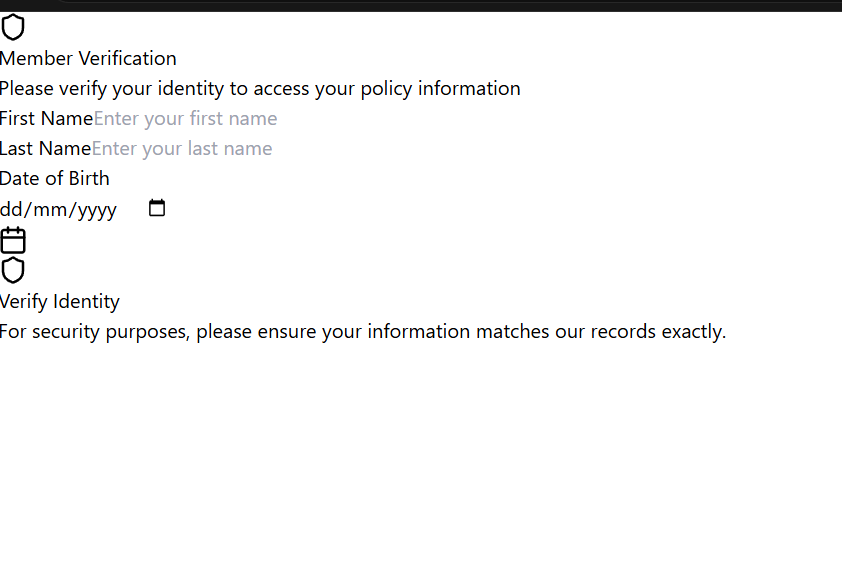 Member Verification
Please verify your identity to access your policy information
First NameEnter your first name
Last NameEnter your last name
Date of Birth
dd/mm/yyyy
Verify Identity
For security purposes, please ensure your information matches our records exactly.